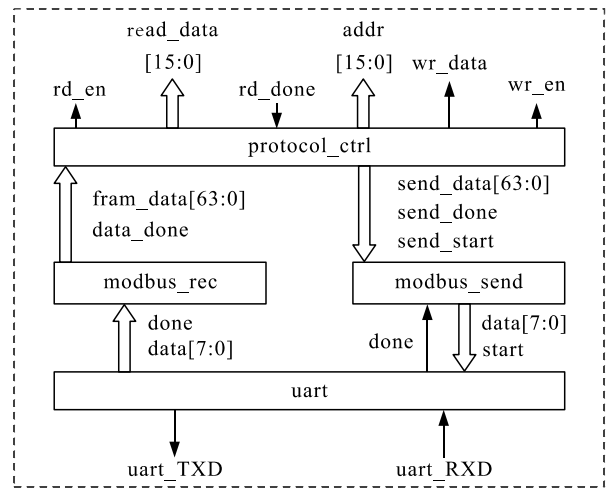 read_data
[15:0]
addr
[15:0]
rd_en
rd_done
wr_data
wr_en
protocol_ctrl
fram_data[63:0]
data_done
send_data[63:0]
send_done
send_start
modbus_rec
modbus_send
done
data[7:0]
done
data[7:0]
start
uart
uart_TXD
uart_RXD